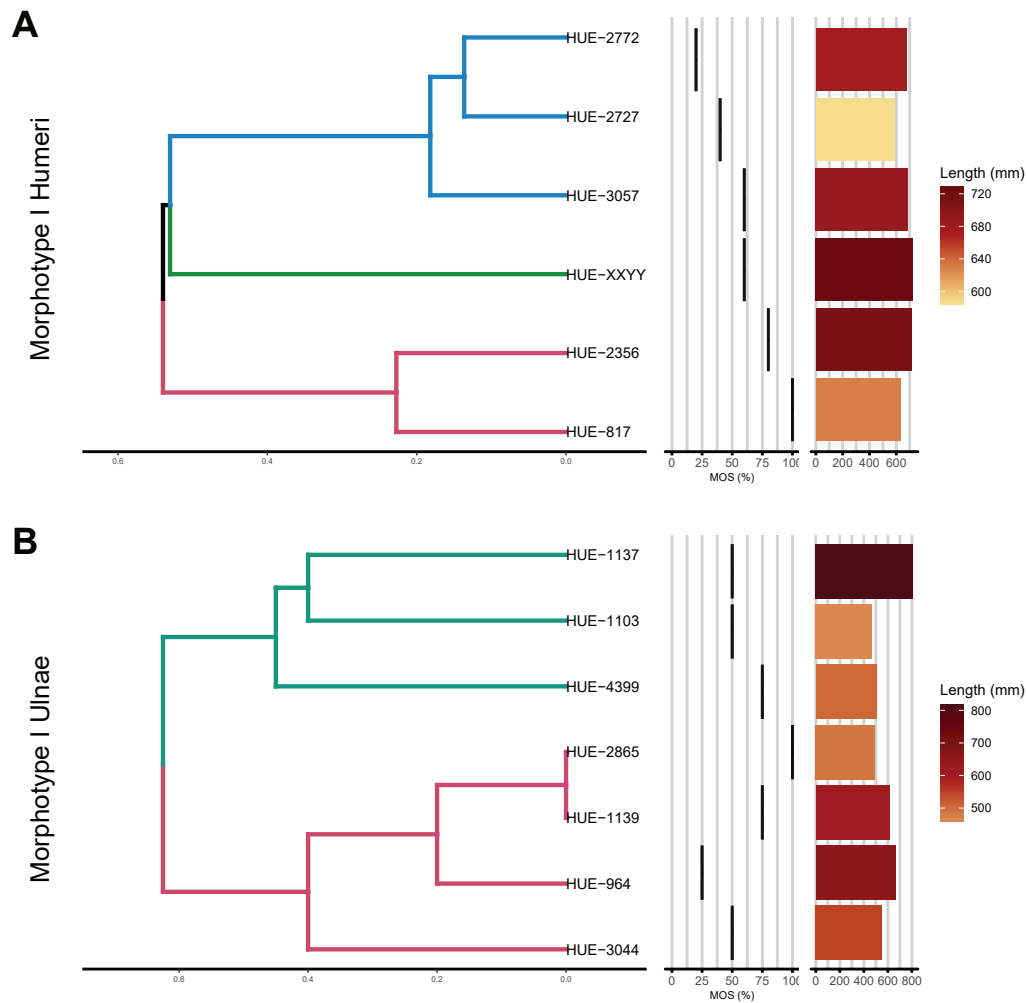 A
Morphotype I Humeri
HUE−2772
HUE−2727
HUE−3057
HUE−XXYY
HUE−2356
HUE−817
0.6 0.4 0.2 0.0
0 25 50 75 100
MOS (%)
0 200 400 600
Length (mm)
720
680
640
600
B
Morphotype I Ulnae
HUE−1137
HUE−1103
HUE−4399
HUE−2865
HUE−1139
HUE−964
HUE−3044
0.6 0.4 0.2 0.0
0 25 50 75 100
MOS (%)
0 200 400 600 800
Length (mm)
800
700
600
500